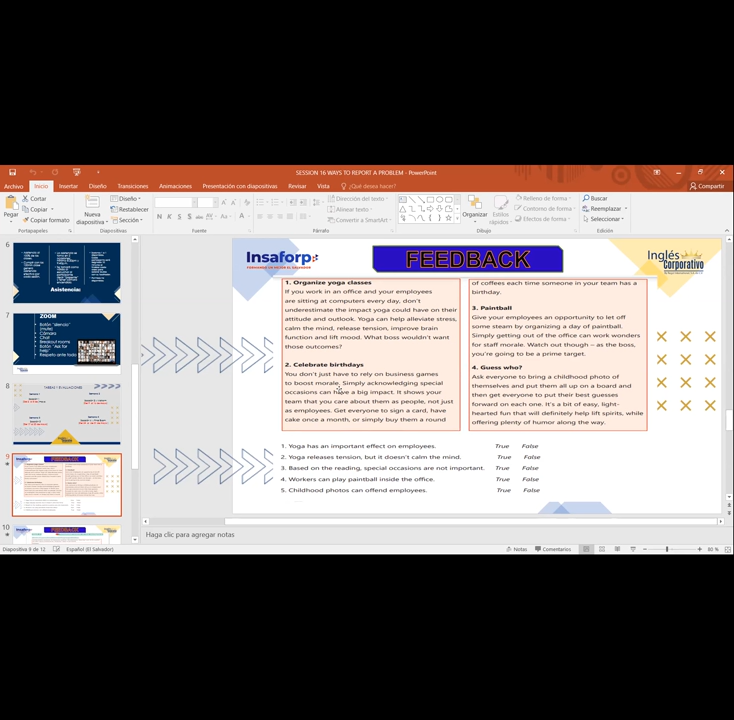 SESSION 16 WAYS TO REPORT A PROBLEM - PowerPoint
Archivo Inicio Insertar Diseño Transiciones Animaciones Presentación con diapositivas Revisar Vista ¿Qué desea hacer? Compartir
Pegar
Cortar
Copiar
Copiar formato
Portapapeles
Nueva diapositiva
Diseño
Restablecer
Sección
Diapositivas
N K S
Fuente
Dirección del texto
Alinear texto
Convertir a SmartArt
Párrafo
Organizar
Estilos rápidos
Relleno de forma
Contorno de forma
Efectos de forma
Dibujo
Buscar
Reemplazar
Seleccionar
Edición
6
Asistencia:
7
ZOOM
8
9
FEEDBACK
10
FEEDBACK
Insaforp
FEEDBACK
Inglés
Corporativo
1. Organize yoga classes
If you work in an office and your employees
are sitting at computers every day, don't
underestimate the impact yoga could have on their
attitude and outlook. Yoga can help alleviate stress,
calm the mind, release tension, improve brain
function and lift mood. What boss wouldn't want
those outcomes?
2. Celebrate birthdays
You don't just have to rely on business games
to boost morale. Simply acknowledging special
occasions can have a big impact. It shows your
team that you care about them as people, not just
as employees. Get everyone to sign a card, have
cake once a month, or simply buy them a round
of coffees each time someone in your team has a
birthday.
3. Paintball
Give your employees an opportunity to let off
some steam by organizing a day of paintball.
Simply getting out of the office can work wonders
for staff morale. Watch out though – as the boss,
you're going to be a prime target.
4. Guess who?
Ask everyone to bring a childhood photo of
themselves and put them all up on a board and
then get everyone to put their best guesses
forward on each one. It's a bit of easy, light-
hearted fun that will definitely help lift spirits, while
offering plenty of humor along the way.
1. Yoga has an important effect on employees. True False
2. Yoga releases tension, but it doesn't calm the mind. True False
3. Based on the reading, special occasions are not important. True False
4. Workers can play paintball inside the office. True False
5. Childhood photos can offend employees. True False
Haga clic para agregar notas
Diapositiva 9 de 12 Español (El Salvador) Notas Comentarios 80 %